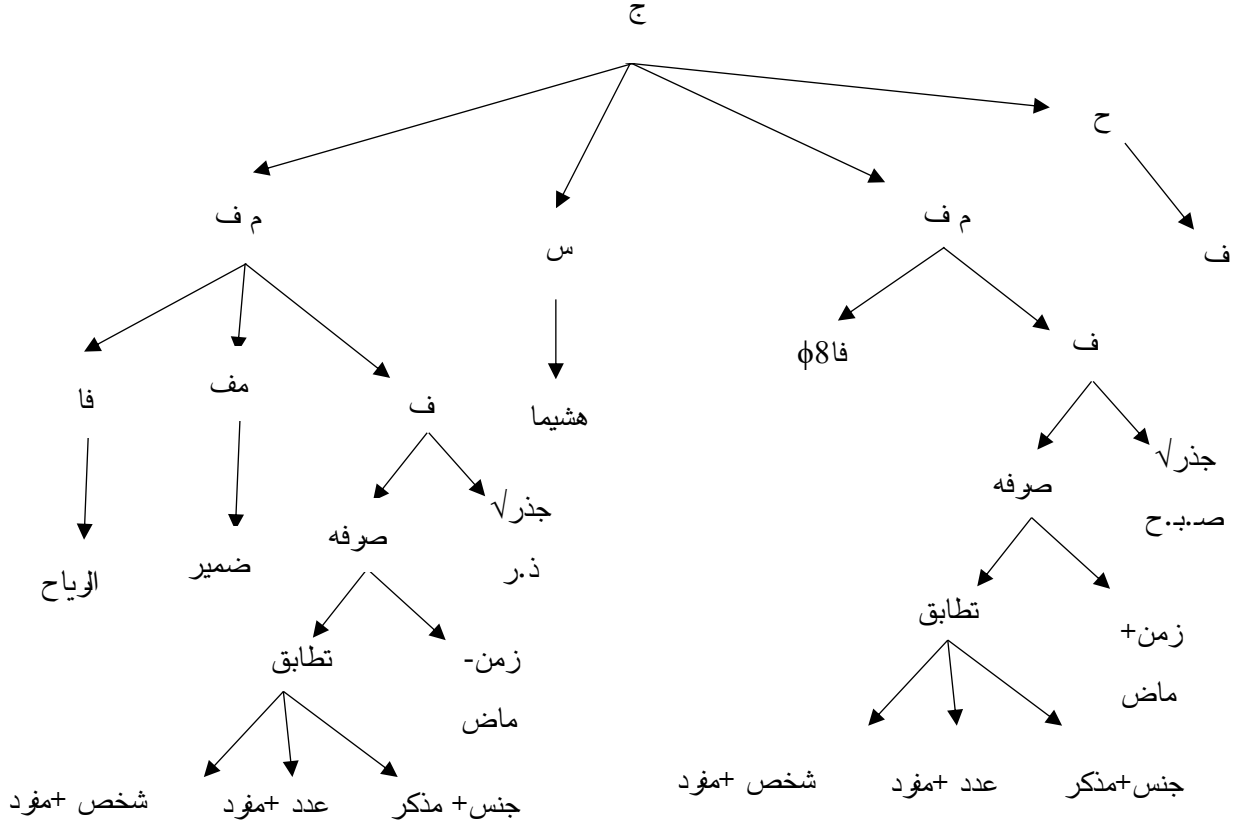 ج
ح
ف
م ف
س
م ف
ف
فا8ϕ
هشيما
ف
مف
فا
جذر√
صرفه
ص.ب.ح
جذر√
صرفه
ذ.ر
ضمير
الرياح
زمن+
ماض
تطابق
زمن-
ماض
تطابق
جنس+مذكر
عدد +مفرد
شخص +مفرد
جنس+ مذكر
عدد +مفرد
شخص +مفرد